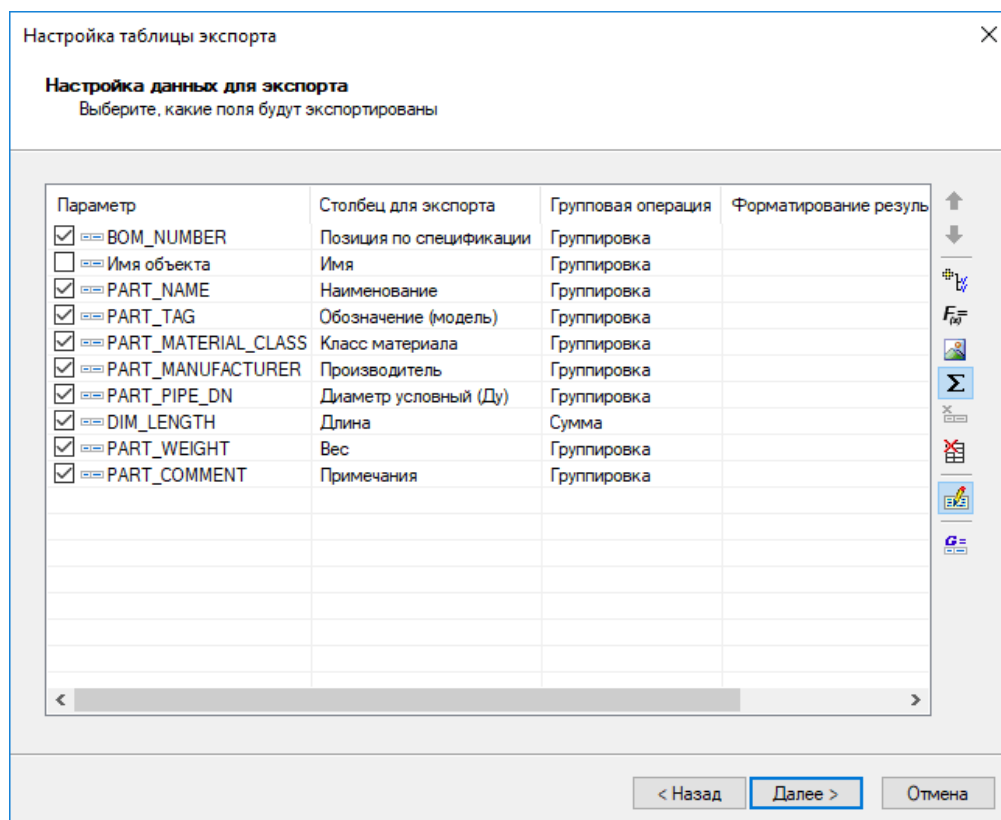 Настройка таблицы экспорта
Настройка данных для экспорта
Выберите, какие поля будут экспортированы
Параметр Столбец для экспорта Групповая операция Форматирование резуль
BOM_NUMBER Позиция по спецификации Группировка
Имя объекта Имя Группировка
PART_NAME Наименование Группировка
PART_TAG Обозначение (модель) Группировка
PART_MATERIAL_CLASS Класс материала Группировка
PART_MANUFACTURER Производитель Группировка
PART_PIPE_DN Диаметр условный (Ду) Группировка
DIM_LENGTH Длина Сумма
PART_WEIGHT Вес Группировка
PART_COMMENT Примечания Группировка
< Назад Далее > Отмена